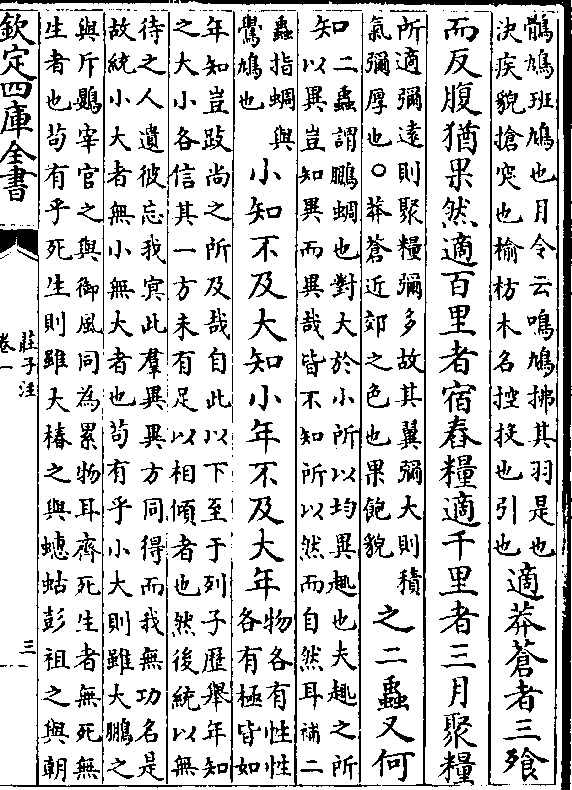 鶻鳩班鳩也月令云鳴鳩拂其羽是也
决疾貌搶突也榆枋木名控投也引也
適莽蒼者三飱
而反腹猶果然適百里者宿舂糧適千里者三月聚糧
所適彌遠則聚糧彌多故其翼彌大則積
氣彌厚也○莽蒼近郊之色也果飽貌
之二蟲又何
知二蟲謂鵬蜩也對大於小所以均異趣也夫趣之所
以異豈知異而異哉皆不知所以然而自然耳補二
蟲指蜩與
鷽鳩也
小知不及大知小年不及大年
物各有性性
各有極皆如
年知豈跂尚之所及哉自此以下至于列子歷舉年知
之大小各信其一方未有足以相傾者也然後統以無
待之人遺彼忘我㝠此羣異異方同得而我無功名是
故統小大者無小無大者也茍有乎小大則雖大鵬之
與斥鷃宰官之與御風同為累物耳齊死生者無死無
生者也茍有乎死生則雖大椿之與蟪蛄彭祖之與朝
欽定四庫全書
莊子注
卷一
三